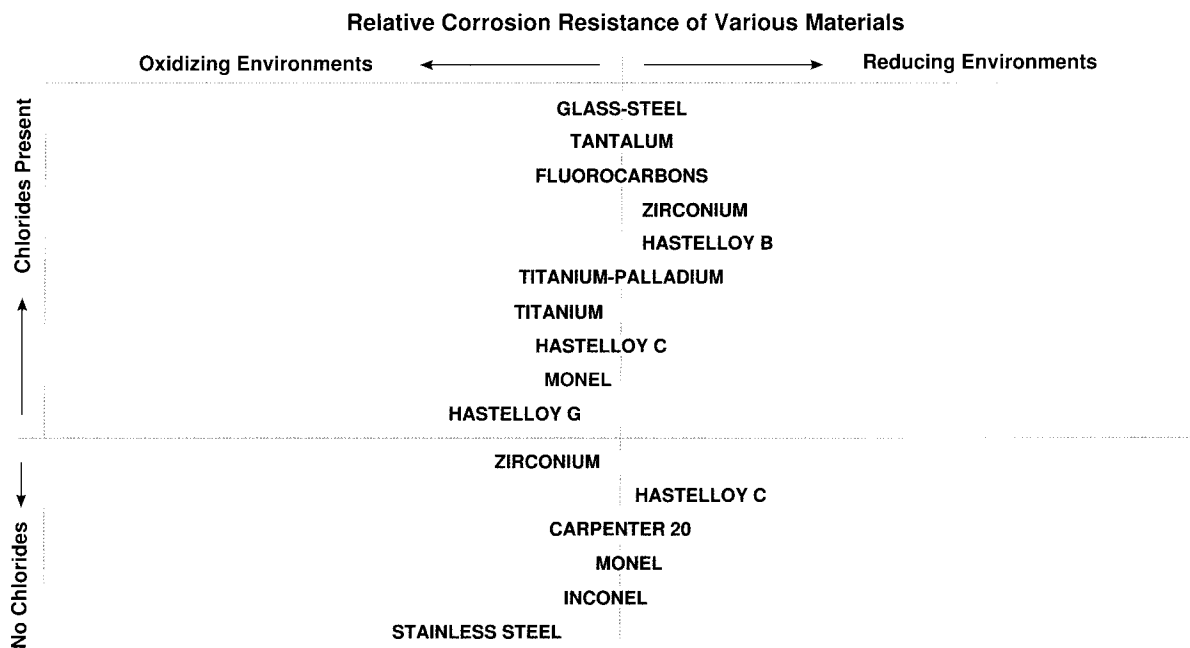 Relative Corrosion Resistance of Various Materials
Oxidizing Environments
Reducing Environments
Chlorides Present
GLASS-STEEL
TANTALUM
FLUOROCARBONS
ZIRCONIUM
HASTELLOY B
TITANIUM-PALLADIUM
TITANIUM
HASTELLOY C
MONEL
HASTELLOY G
No Chlorides
ZIRCONIUM
HASTELLOY C
CARPENTER 20
MONEL
INCONEL
STAINLESS STEEL